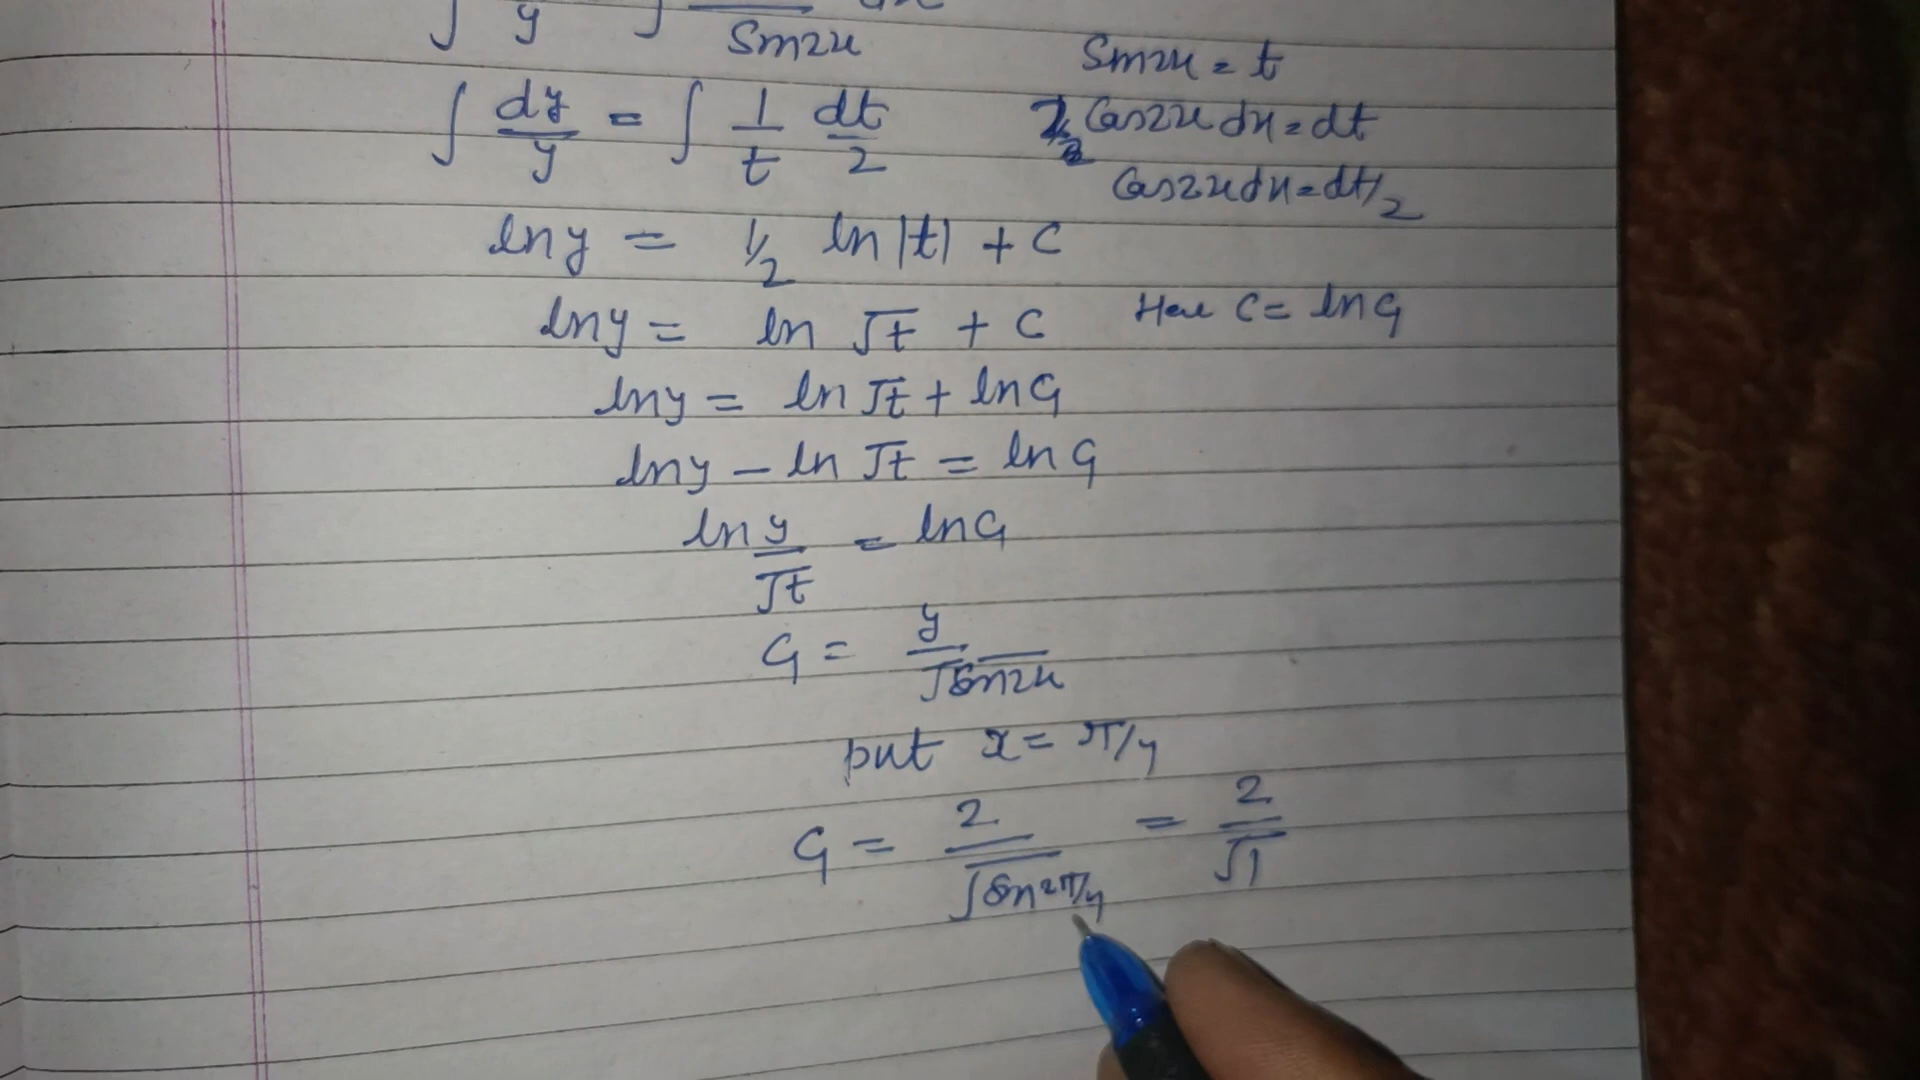 ∫ y ∫ Sin2x
Sin2x = t
∫ dy/y = ∫ 1/t dt/2
2 Cos2x dx = dt
Cos2x dx = dt/2
ln y = 1/2 ln |t| + C
ln y = ln √t + C Here C = ln C₁
ln y = ln √t + ln C₁
ln y − ln √t = ln C₁
ln y/√t = ln C₁
C₁ = y/√Sin2x
put x = π/4
C₁ = 2/√Sin2π/4 = 2/√1